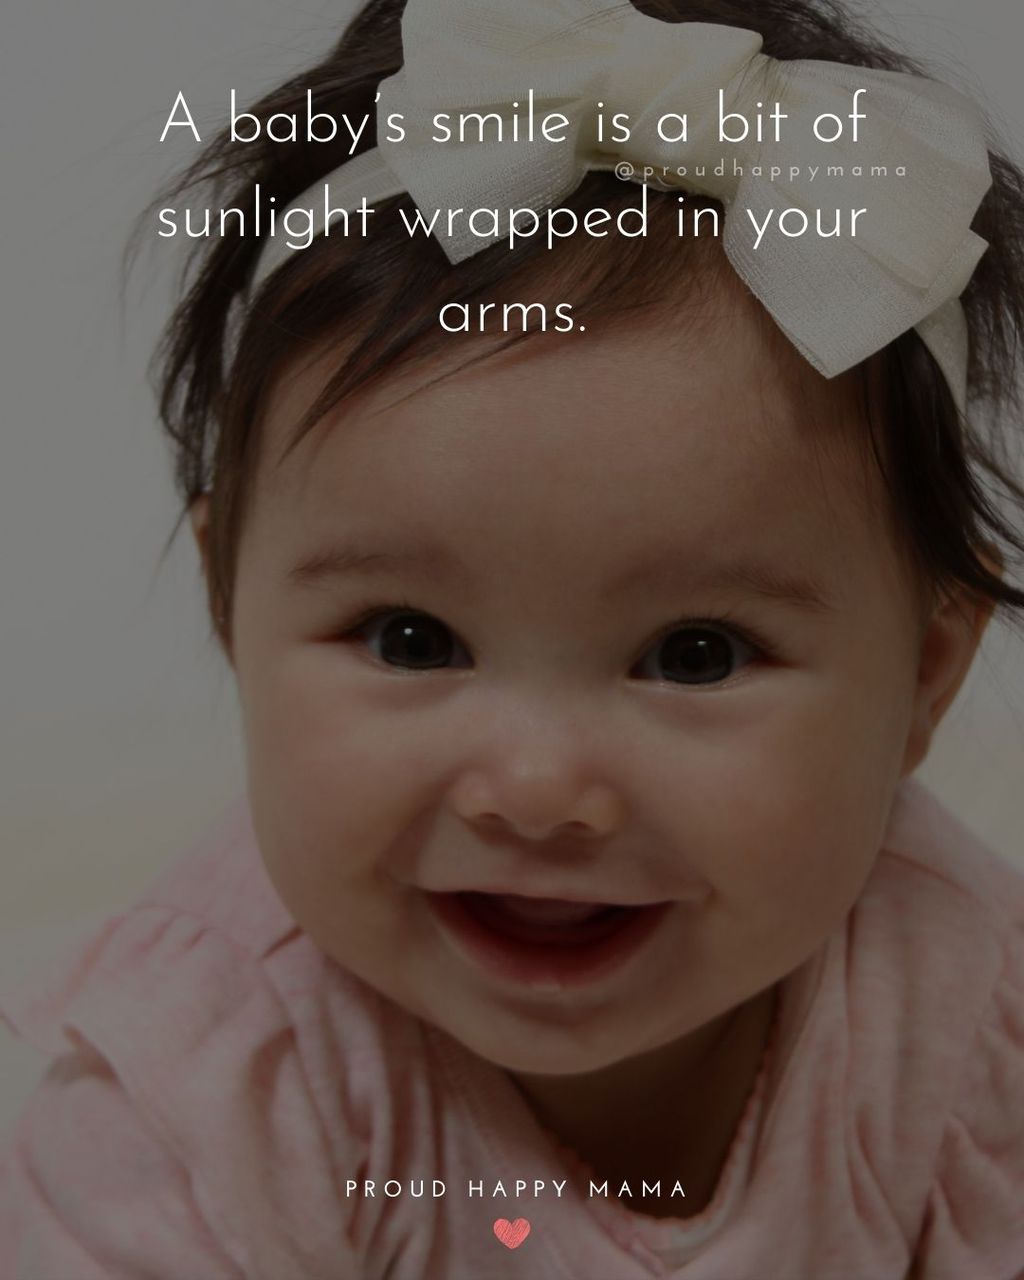 A baby's smile is a bit of
@proudhappymama
sunlight wrapped in your
arms.
PROUD HAPPY MAMA